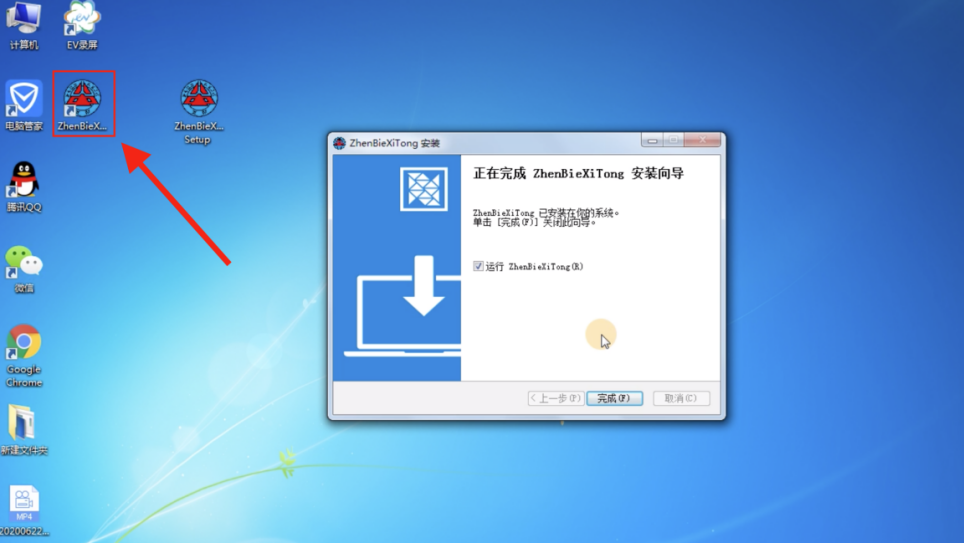 计算机
EV录屏
电脑管家
ZhenBieX...
ZhenBieX...
Setup
腾讯QQ
微信
Google
Chrome
新建文件夹
MP4
20200622...
ZhenBieXiTong 安装
正在完成 ZhenBieXiTong 安装向导
ZhenBieXiTong 已安装在你的系统。
单击 [完成(F)] 关闭此向导。
运行 ZhenBieXiTong(R)
< 上一步(P)
完成(F)
取消(C)